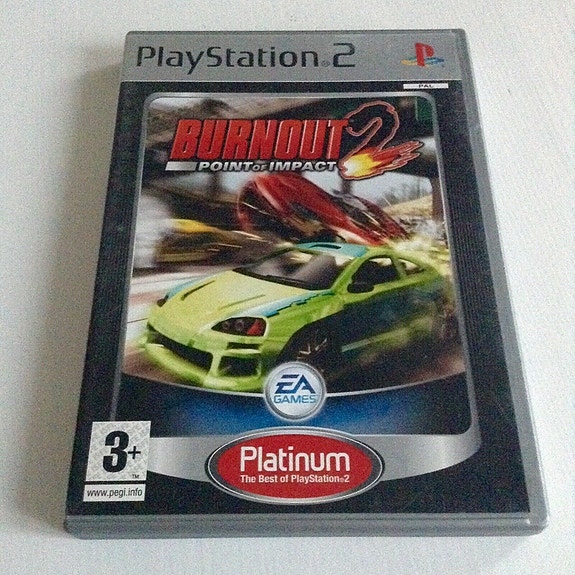 PlayStation®2
PAL
BURNOUT 2
POINT OF IMPACT
EA
GAMES
3+
www.pegi.info
Platinum
The Best of PlayStation®2